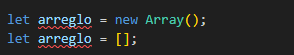 let arreglo = new Array();
let arreglo = [];